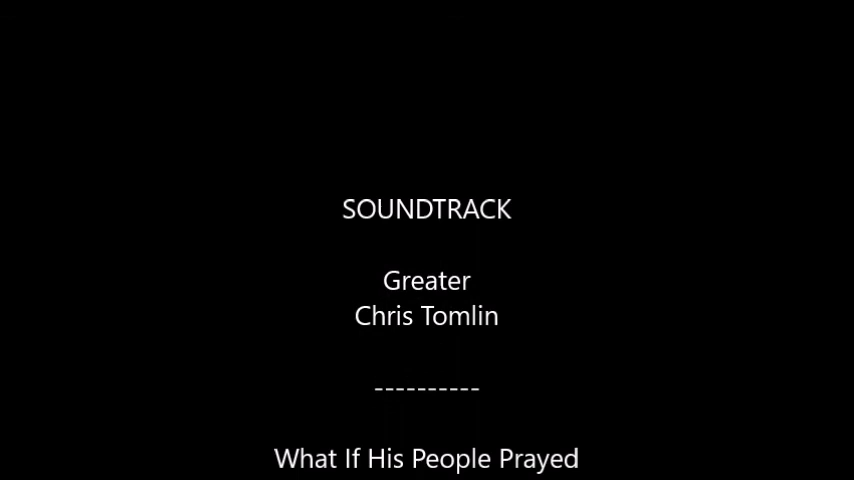 SOUNDTRACK
Greater
Chris Tomlin
----------
What If His People Prayed